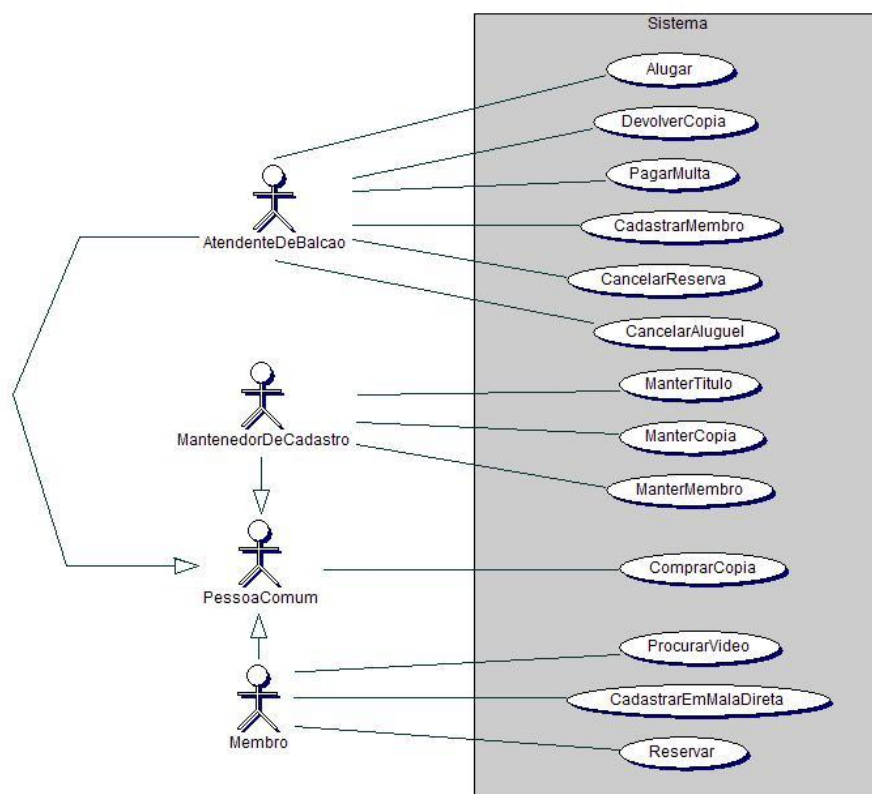 Sistema
Alugar
DevolverCopia
PagarMulta
AtendenteDeBalcao
CadastrarMembro
CancelarReserva
CancelarAluguel
ManterTitulo
MantenedorDeCadastro
ManterCopia
ManterMembro
PessoaComum
ComprarCopia
ProcurarVideo
CadastrarEmMalaDireta
Membro
Reservar